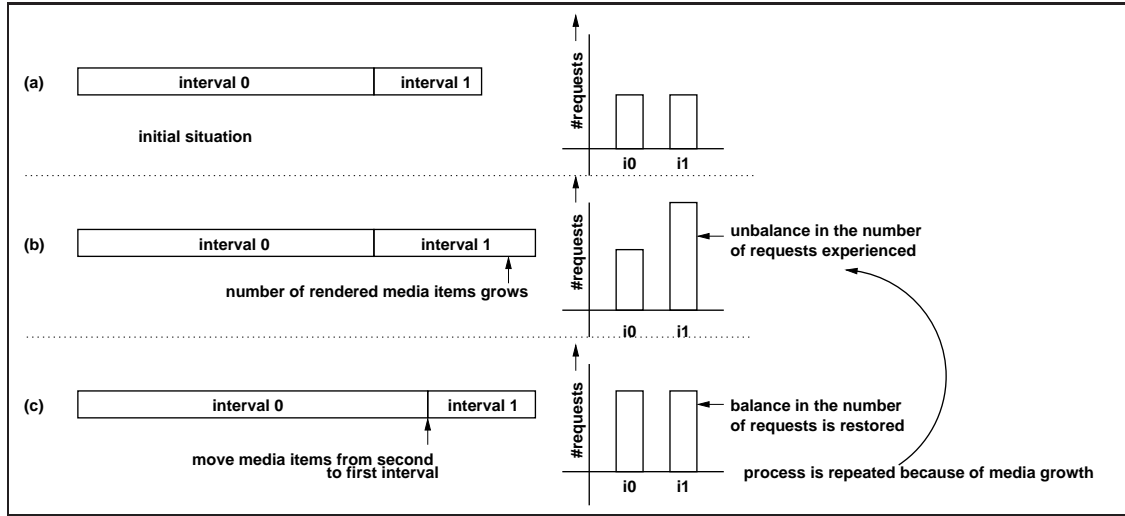 (a)
interval 0
interval 1
initial situation
#requests
i0
i1
(b)
interval 0
interval 1
number of rendered media items grows
#requests
i0
i1
unbalance in the number
of requests experienced
(c)
interval 0
interval 1
move media items from second
to first interval
#requests
i0
i1
balance in the number
of requests is restored
process is repeated because of media growth